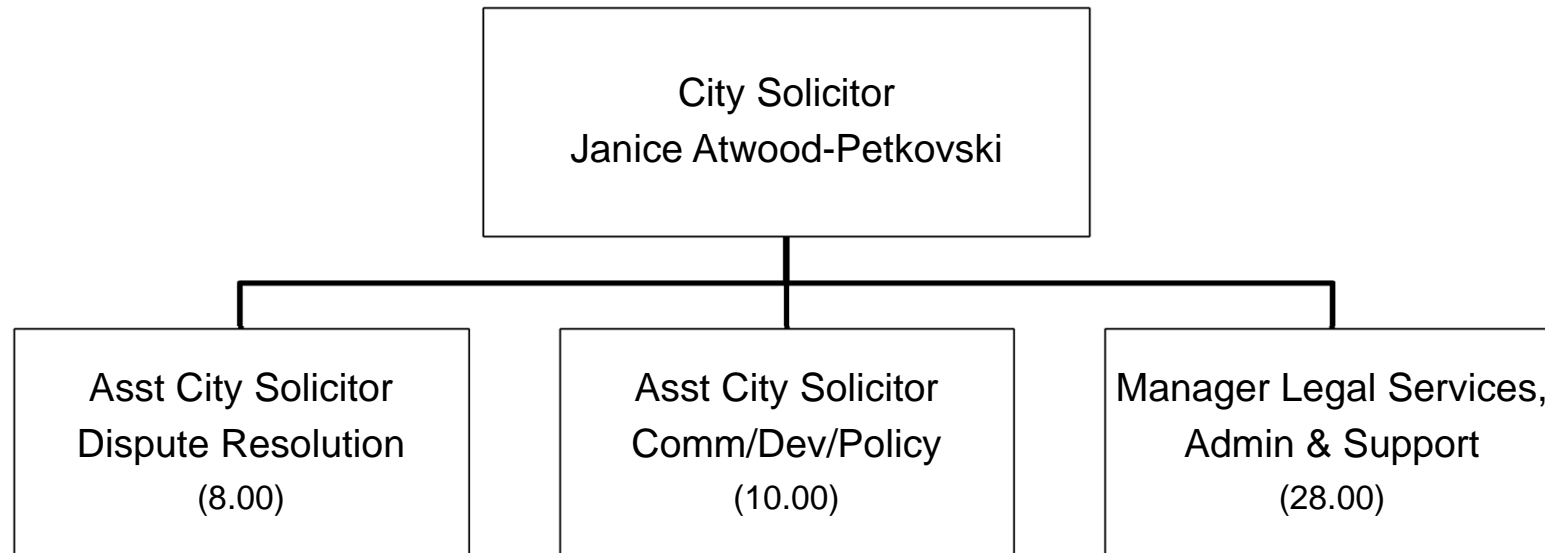 City Solicitor
Janice Atwood-Petkovski
Asst City Solicitor
Dispute Resolution
(8.00)
Asst City Solicitor
Comm/Dev/Policy
(10.00)
Manager Legal Services,
Admin & Support
(28.00)